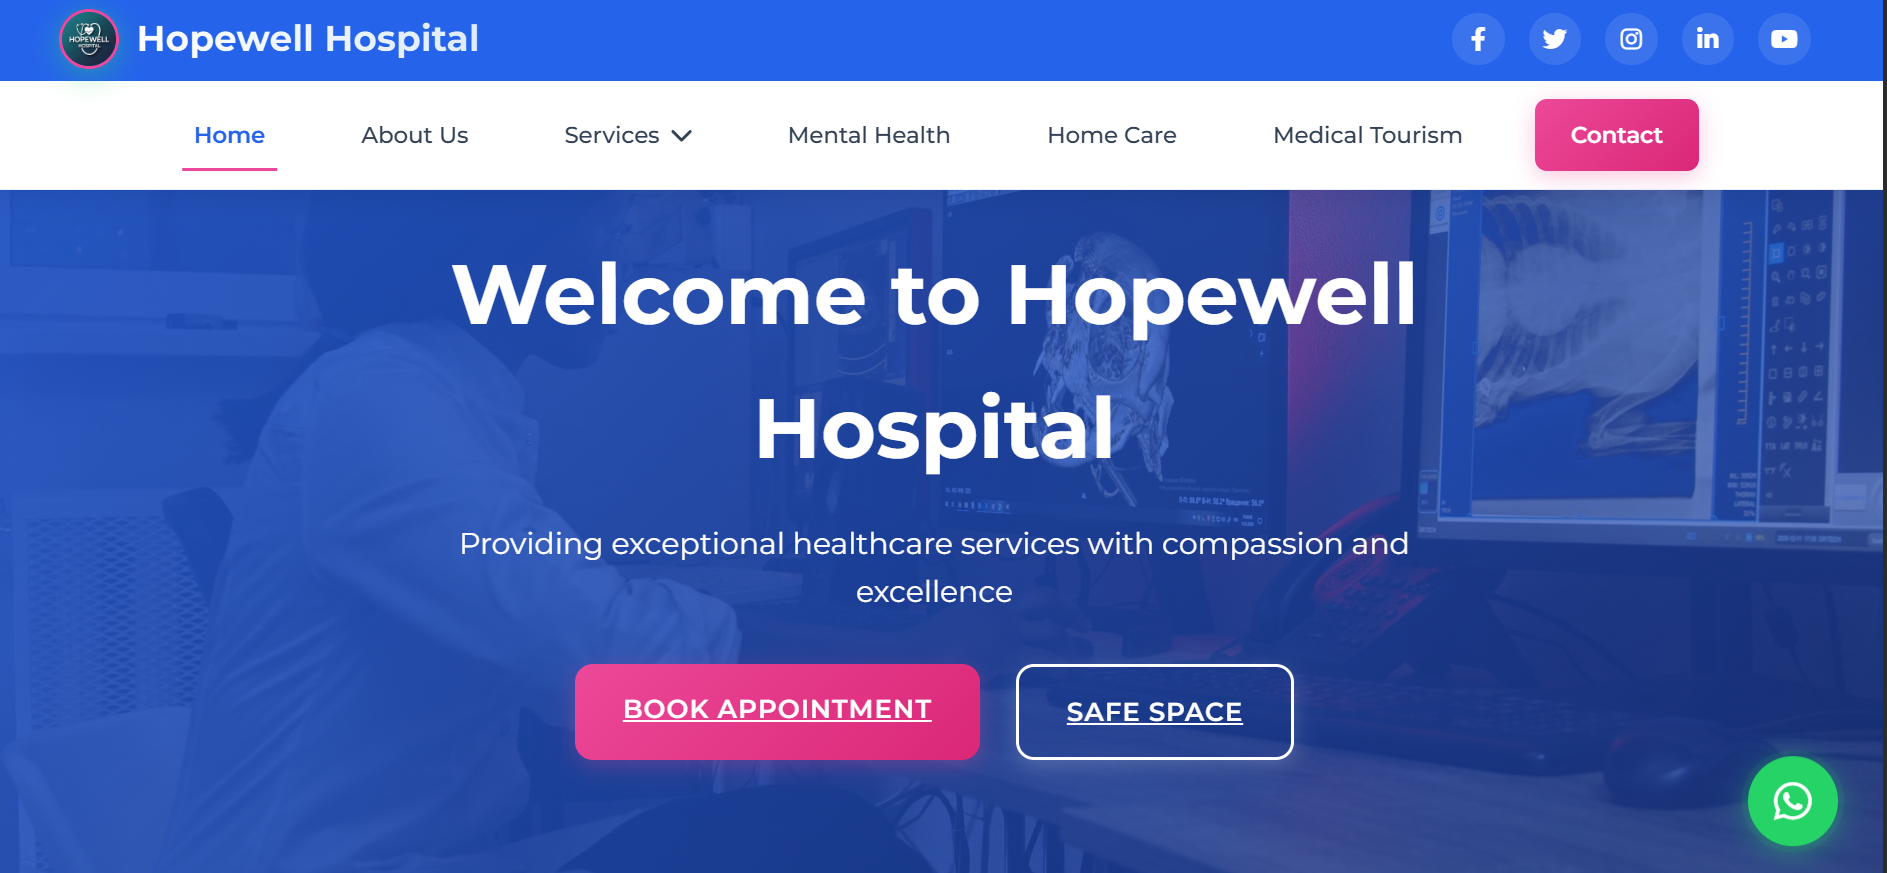 HOPEWELL
HOSPITAL
Hopewell Hospital
Home
About Us
Services
Mental Health
Home Care
Medical Tourism
Contact
Welcome to Hopewell
Hospital
Providing exceptional healthcare services with compassion and
excellence
BOOK APPOINTMENT
SAFE SPACE